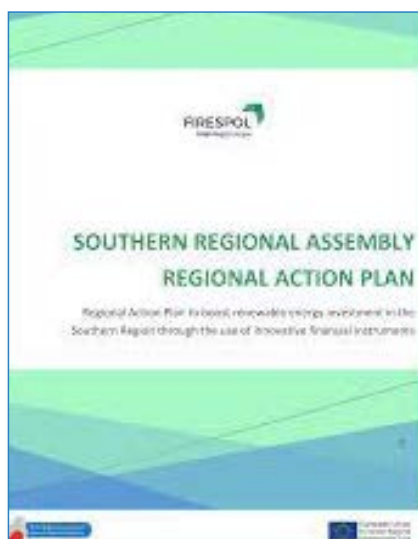 FIRESPOL
SOUTHERN REGIONAL ASSEMBLY
REGIONAL ACTION PLAN
Regional Action Plan to boost renewable energy investment in the
Southern Region through the use of innovative financial instruments